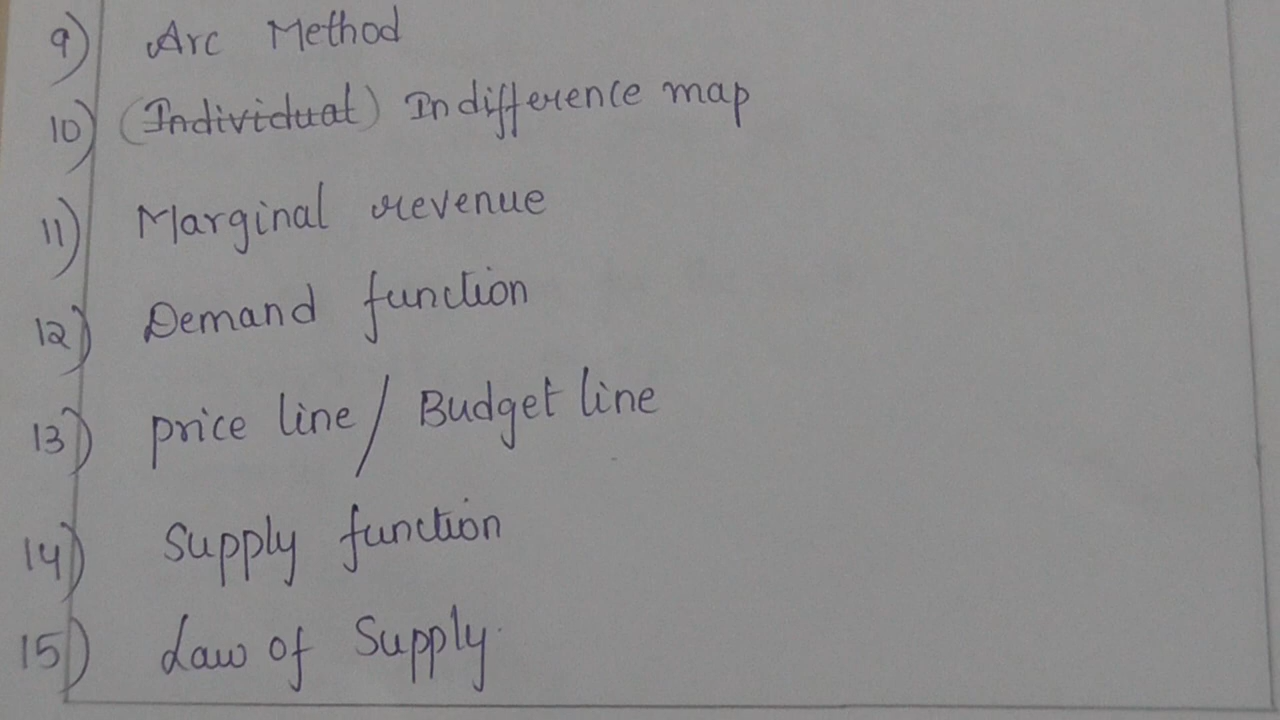 9) Arc Method
10) (Individual) Indifference map
11) Marginal revenue
12) Demand function
13) price line/ Budget line
14) Supply function
15) Law of Supply.